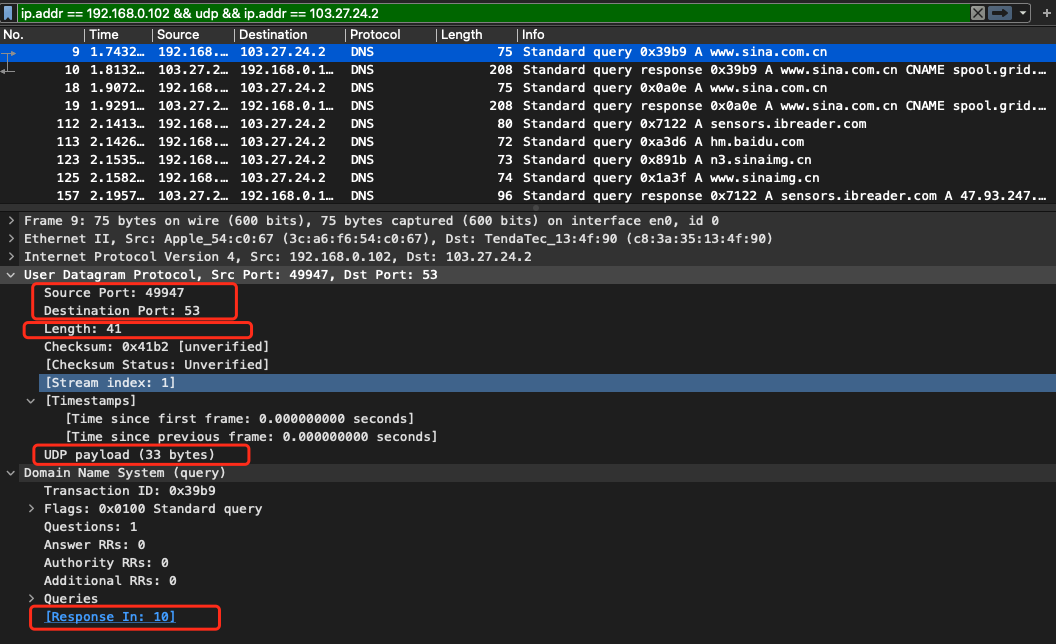 ip.addr == 192.168.0.102 && udp && ip.addr == 103.27.24.2
No. Time Source Destination Protocol Length Info
9 1.7432… 192.168.… 103.27.24.2 DNS 75 Standard query 0x39b9 A www.sina.com.cn
10 1.8132… 103.27.2… 192.168.0.1… DNS 208 Standard query response 0x39b9 A www.sina.com.cn CNAME spool.grid.…
18 1.9072… 192.168.… 103.27.24.2 DNS 75 Standard query 0x0a0e A www.sina.com.cn
19 1.9291… 103.27.2… 192.168.0.1… DNS 208 Standard query response 0x0a0e A www.sina.com.cn CNAME spool.grid.…
112 2.1413… 192.168.… 103.27.24.2 DNS 80 Standard query 0x7122 A sensors.ibreader.com
113 2.1426… 192.168.… 103.27.24.2 DNS 72 Standard query 0xa3d6 A hm.baidu.com
123 2.1535… 192.168.… 103.27.24.2 DNS 73 Standard query 0x891b A n3.sinaimg.cn
125 2.1582… 192.168.… 103.27.24.2 DNS 74 Standard query 0x1a3f A www.sinaimg.cn
157 2.1957… 103.27.2… 192.168.0.1… DNS 96 Standard query response 0x7122 A sensors.ibreader.com A 47.93.247.…
Frame 9: 75 bytes on wire (600 bits), 75 bytes captured (600 bits) on interface en0, id 0
Ethernet II, Src: Apple_54:c0:67 (3c:a6:f6:54:c0:67), Dst: TendaTec_13:4f:90 (c8:3a:35:13:4f:90)
Internet Protocol Version 4, Src: 192.168.0.102, Dst: 103.27.24.2
User Datagram Protocol, Src Port: 49947, Dst Port: 53
Source Port: 49947
Destination Port: 53
Length: 41
Checksum: 0x41b2 [unverified]
[Checksum Status: Unverified]
[Stream index: 1]
[Timestamps]
[Time since first frame: 0.000000000 seconds]
[Time since previous frame: 0.000000000 seconds]
UDP payload (33 bytes)
Domain Name System (query)
Transaction ID: 0x39b9
Flags: 0x0100 Standard query
Questions: 1
Answer RRs: 0
Authority RRs: 0
Additional RRs: 0
Queries
[Response In: 10]